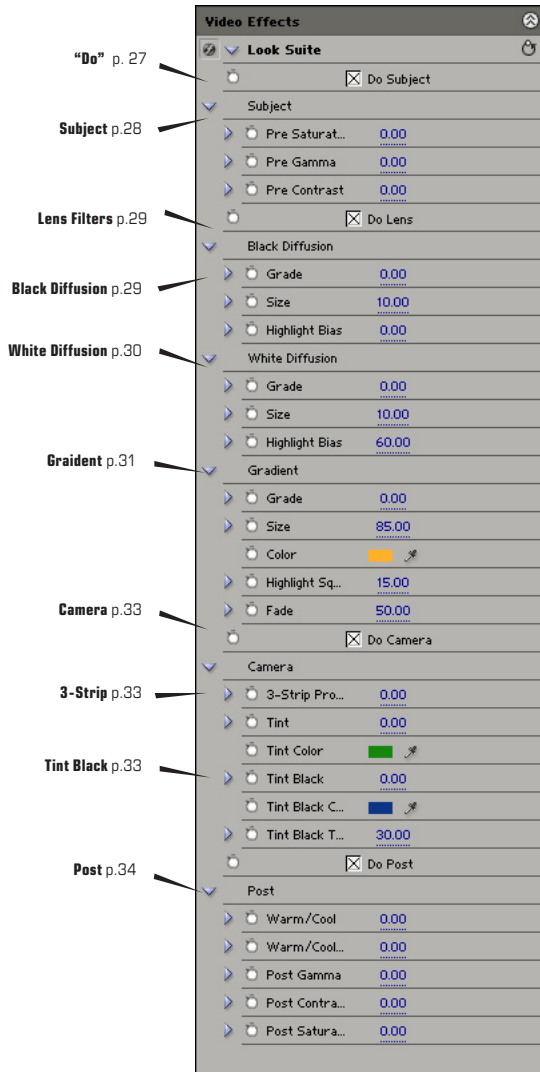 Video Effects
Look Suite
"Do" p. 27
Do Subject
Subject p.28
Subject
Pre Saturat... 0.00
Pre Gamma 0.00
Pre Contrast 0.00
Lens Filters p.29
Do Lens
Black Diffusion
Black Diffusion p.29
Grade 0.00
Size 10.00
Highlight Bias 0.00
White Diffusion p.30
White Diffusion
Grade 0.00
Size 10.00
Highlight Bias 60.00
Graident p.31
Gradient
Grade 0.00
Size 85.00
Color
Highlight Sq... 15.00
Fade 50.00
Camera p.33
Do Camera
Camera
3-Strip p.33
3-Strip Pro... 0.00
Tint 0.00
Tint Color
Tint Black p.33
Tint Black 0.00
Tint Black C...
Tint Black T... 30.00
Do Post
Post p.34
Post
Warm/Cool 0.00
Warm/Cool... 0.00
Post Gamma 0.00
Post Contra... 0.00
Post Satura... 0.00